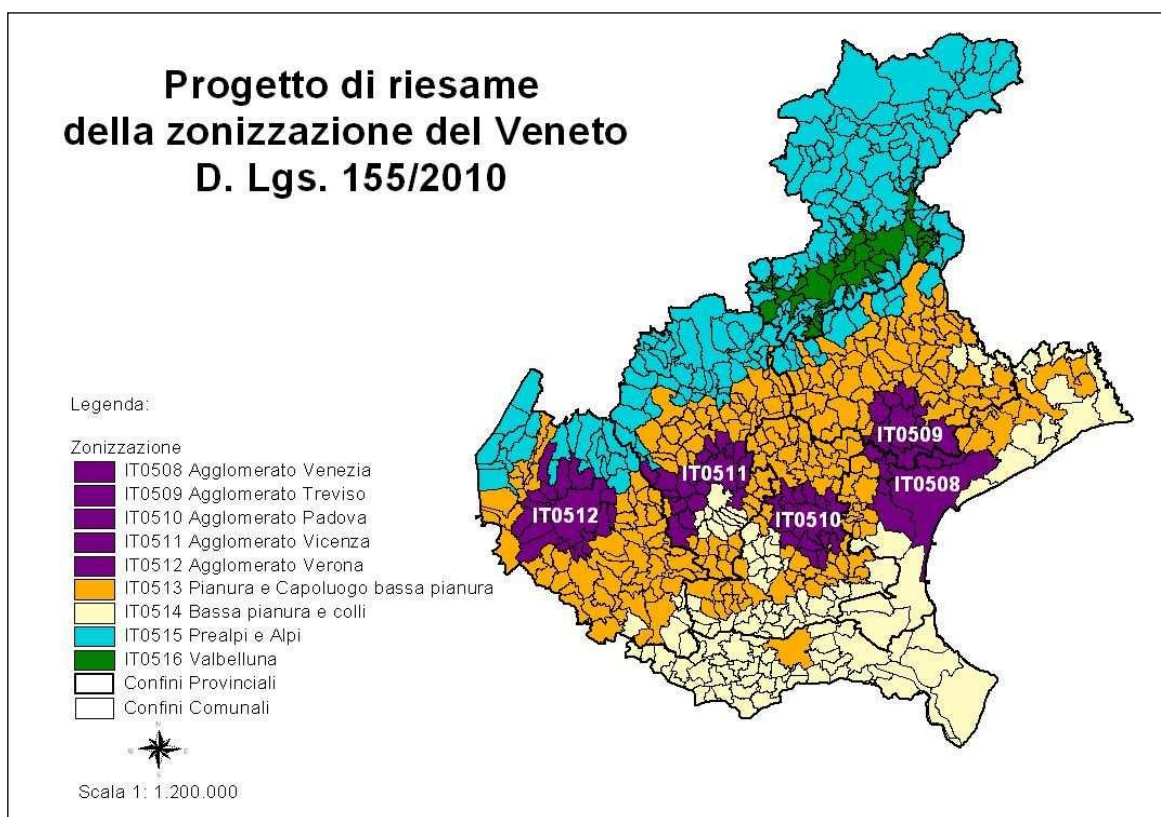 Progetto di riesame
della zonizzazione del Veneto
D. Lgs. 155/2010
IT0509
IT0511
IT0508
IT0512
IT0510
Legenda:
Zonizzazione
IT0508 Agglomerato Venezia
IT0509 Agglomerato Treviso
IT0510 Agglomerato Padova
IT0511 Agglomerato Vicenza
IT0512 Agglomerato Verona
IT0513 Pianura e Capoluogo bassa pianura
IT0514 Bassa pianura e colli
IT0515 Prealpi e Alpi
IT0516 Valbelluna
Confini Provinciali
Confini Comunali
Scala 1: 1.200.000